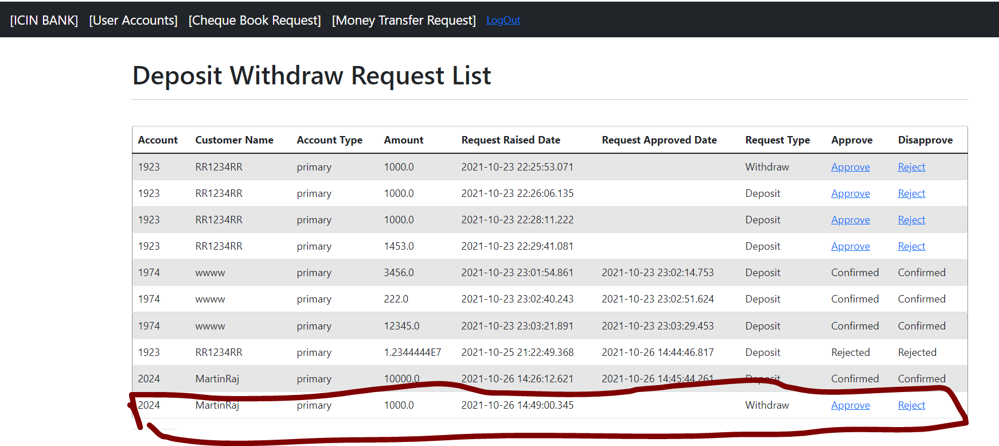 [ICIN BANK] [User Accounts] [Cheque Book Request] [Money Transfer Request] LogOut
Deposit Withdraw Request List
Account Customer Name Account Type Amount Request Raised Date Request Approved Date Request Type Approve Disapprove
1923 RR1234RR primary 1000.0 2021-10-23 22:25:53.071 Withdraw Approve Reject
1923 RR1234RR primary 1000.0 2021-10-23 22:26:06.135 Deposit Approve Reject
1923 RR1234RR primary 1000.0 2021-10-23 22:28:11.222 Deposit Approve Reject
1923 RR1234RR primary 1453.0 2021-10-23 22:29:41.081 Deposit Approve Reject
1974 wwww primary 3456.0 2021-10-23 23:01:54.861 2021-10-23 23:02:14.753 Deposit Confirmed Confirmed
1974 wwww primary 222.0 2021-10-23 23:02:40.243 2021-10-23 23:02:51.624 Deposit Confirmed Confirmed
1974 wwww primary 12345.0 2021-10-23 23:03:21.891 2021-10-23 23:03:29.453 Deposit Confirmed Confirmed
1923 RR1234RR primary 1.2344444E7 2021-10-25 21:22:49.368 2021-10-26 14:44:46.817 Deposit Rejected Rejected
2024 MartinRaj primary 10000.0 2021-10-26 14:26:12.621 2021-10-26 14:45:44.261 Deposit Confirmed Confirmed
2024 MartinRaj primary 1000.0 2021-10-26 14:49:00.345 Withdraw Approve Reject